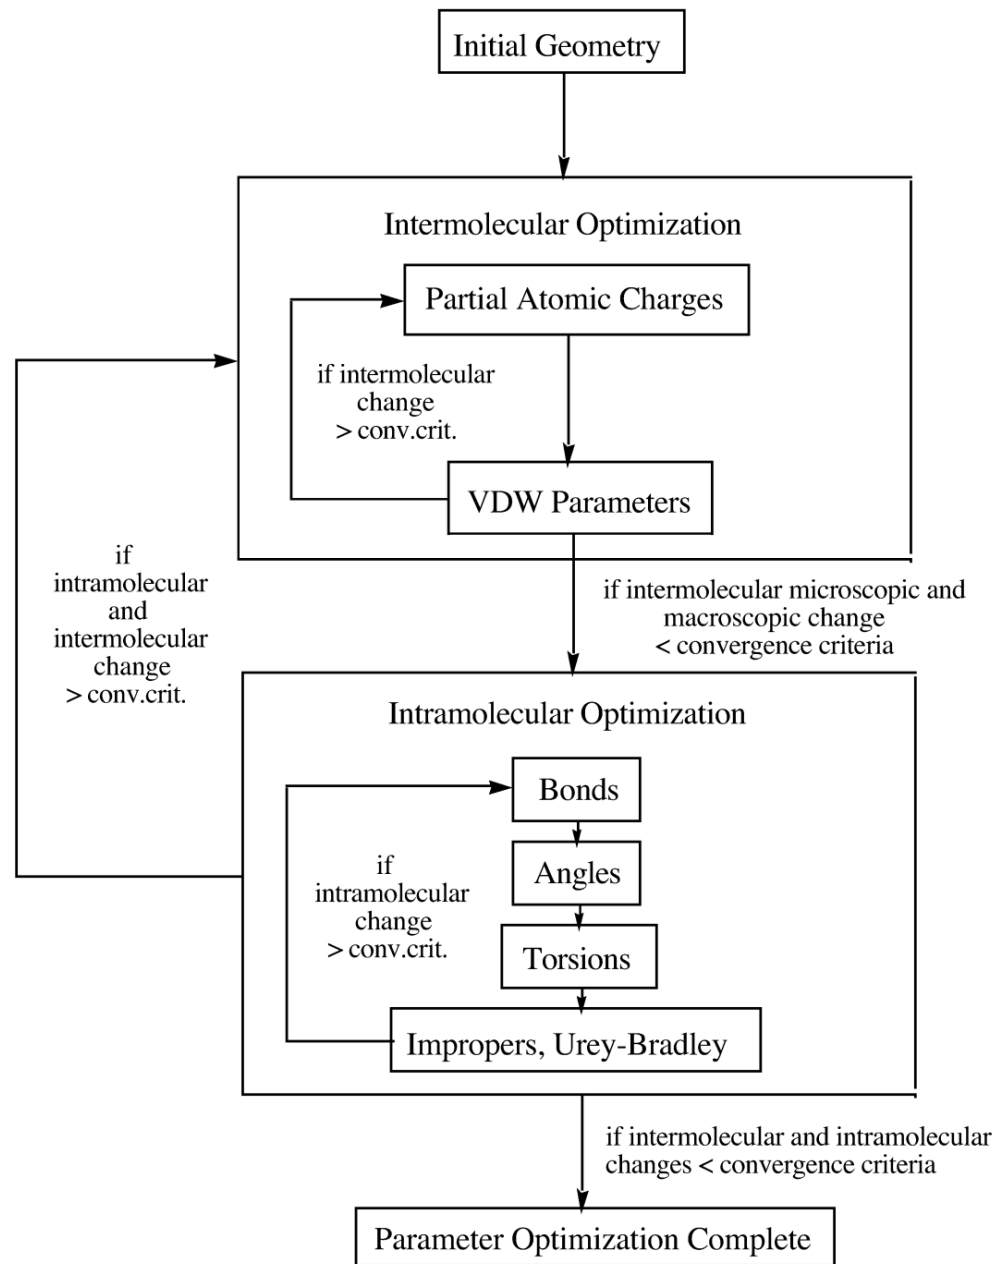 Initial Geometry
Intermolecular Optimization
Partial Atomic Charges
if intermolecular
change
> conv.crit.
VDW Parameters
if
intramolecular
and
intermolecular
change
> conv.crit.
if intermolecular microscopic and
macroscopic change
< convergence criteria
Intramolecular Optimization
Bonds
Angles
if
intramolecular
change
> conv.crit.
Torsions
Impropers, Urey-Bradley
if intermolecular and intramolecular
changes < convergence criteria
Parameter Optimization Complete